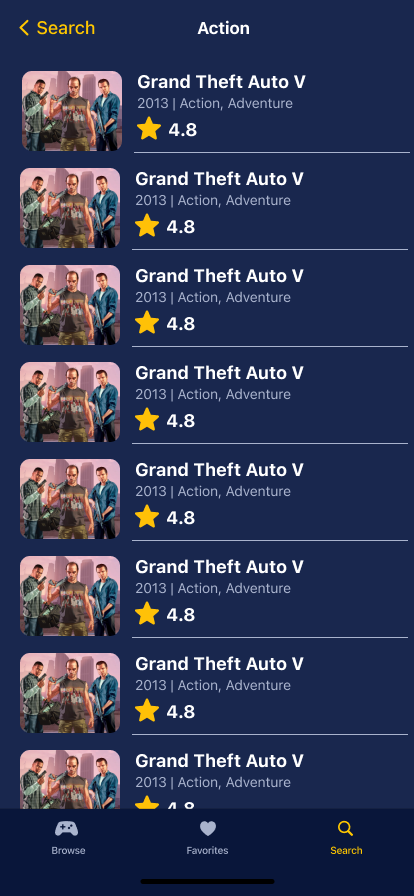 Search
Action
Grand Theft Auto V
2013 | Action, Adventure
4.8
Grand Theft Auto V
2013 | Action, Adventure
4.8
Grand Theft Auto V
2013 | Action, Adventure
4.8
Grand Theft Auto V
2013 | Action, Adventure
4.8
Grand Theft Auto V
2013 | Action, Adventure
4.8
Grand Theft Auto V
2013 | Action, Adventure
4.8
Grand Theft Auto V
2013 | Action, Adventure
4.8
Grand Theft Auto V
2013 | Action, Adventure
4.8
Browse
Favorites
Search